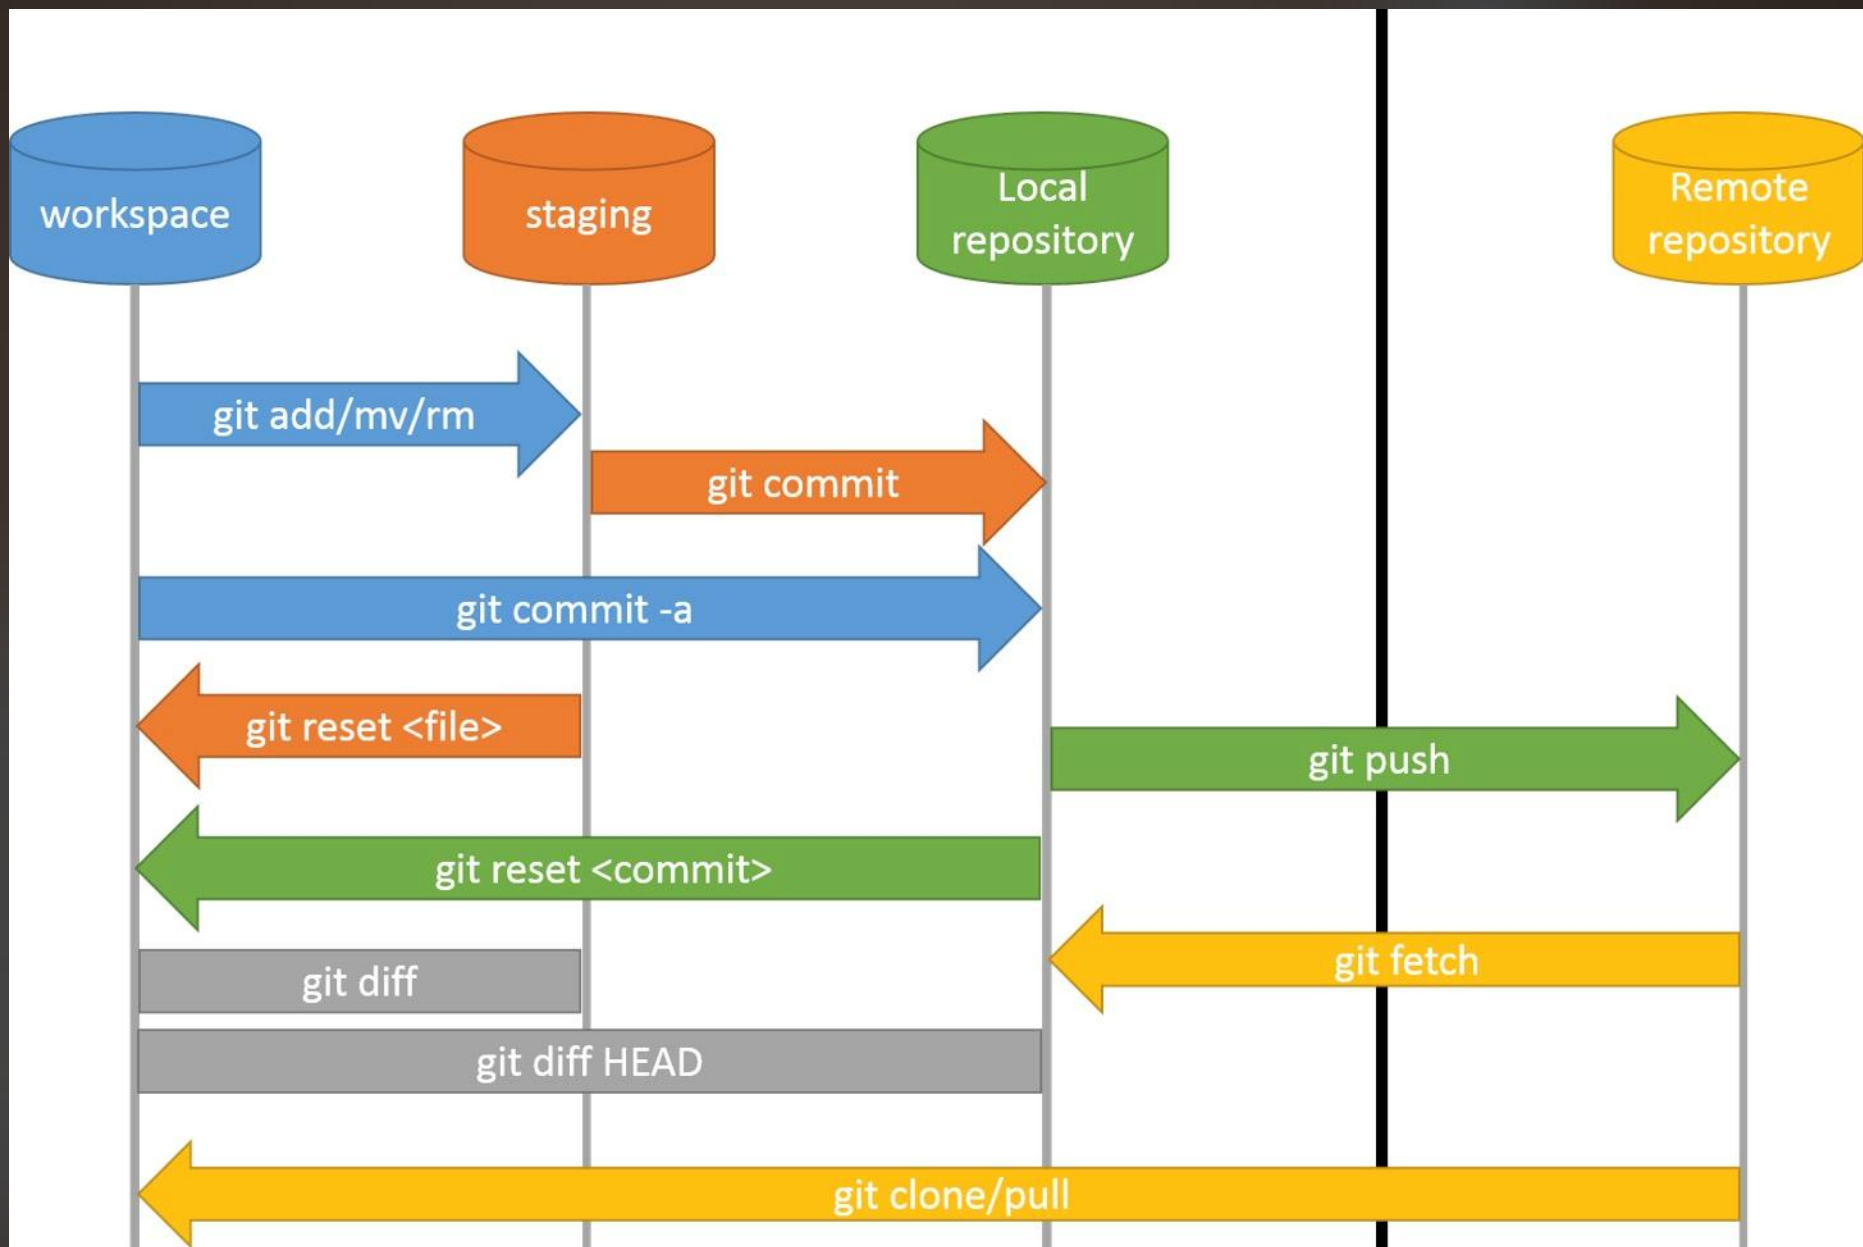 workspace
staging
Local
repository
Remote
repository
git add/mv/rm
git commit
git commit -a
git reset <file>
git push
git reset <commit>
git fetch
git diff
git diff HEAD
git clone/pull